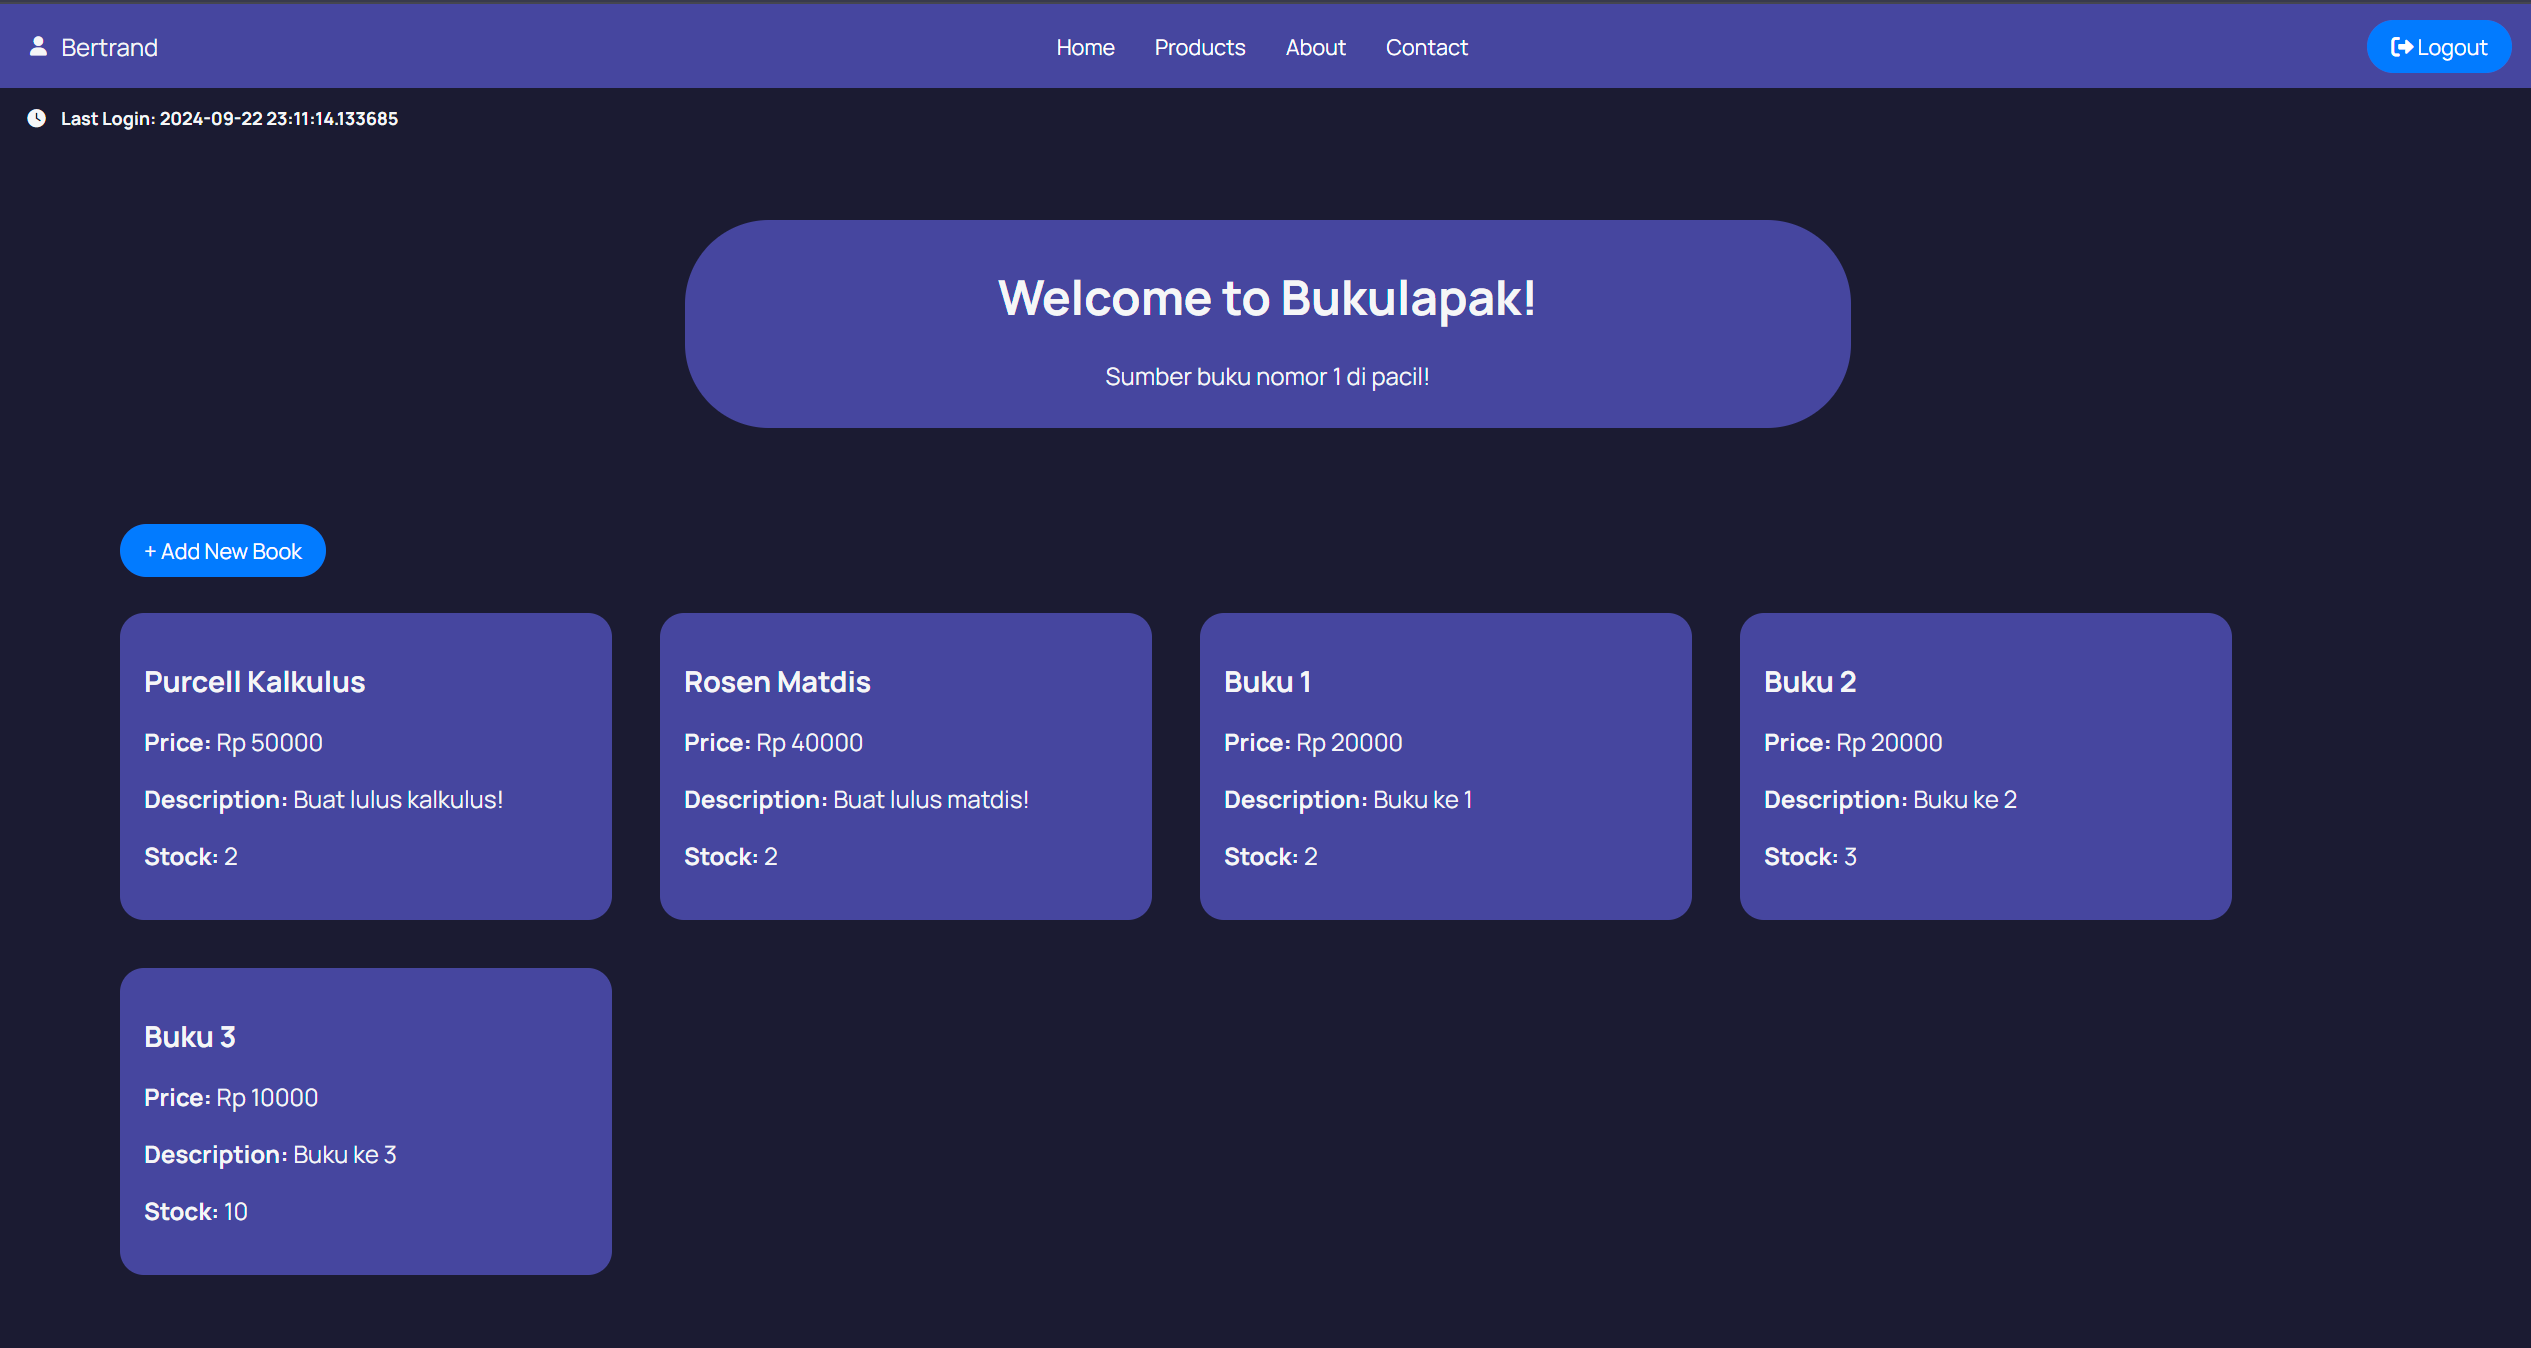 Bertrand
Home Products About Contact
Logout
Last Login: 2024-09-22 23:11:14.133685
Welcome to Bukulapak!
Sumber buku nomor 1 di pacil!
+ Add New Book
Purcell Kalkulus
Price: Rp 50000
Description: Buat lulus kalkulus!
Stock: 2
Rosen Matdis
Price: Rp 40000
Description: Buat lulus matdis!
Stock: 2
Buku 1
Price: Rp 20000
Description: Buku ke 1
Stock: 2
Buku 2
Price: Rp 20000
Description: Buku ke 2
Stock: 3
Buku 3
Price: Rp 10000
Description: Buku ke 3
Stock: 10